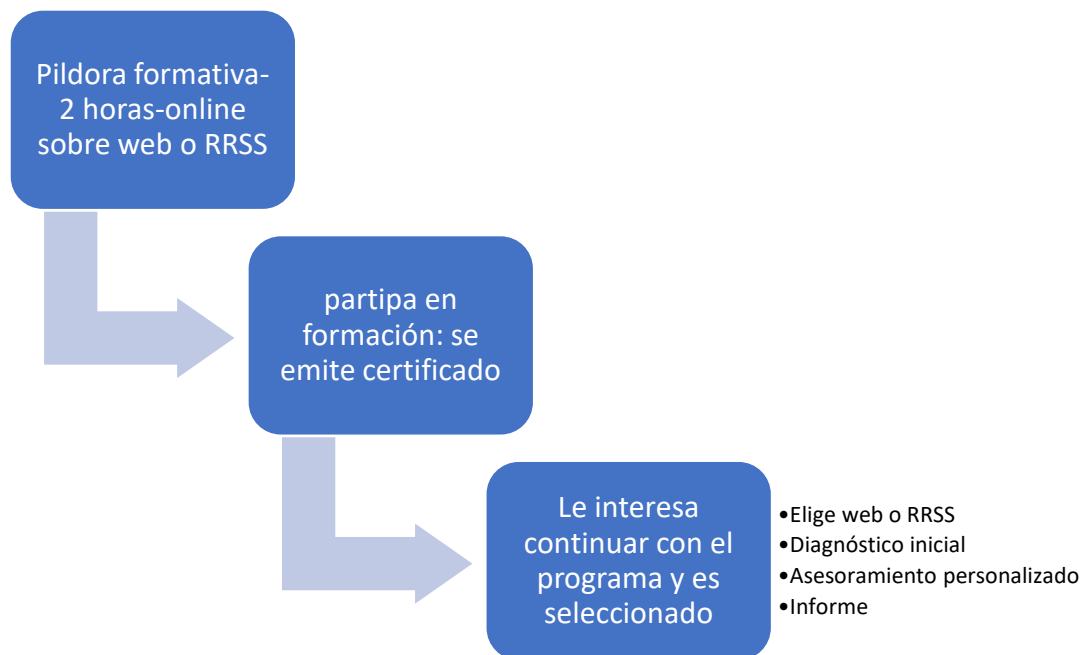 Pildora formativa-
2 horas-online
sobre web o RRSS
partipa en
formación: se
emite certificado
Le interesa
continuar con el
programa y es
seleccionado
•Elige web o RRSS
•Diagnóstico inicial
•Asesoramiento personalizado
•Informe